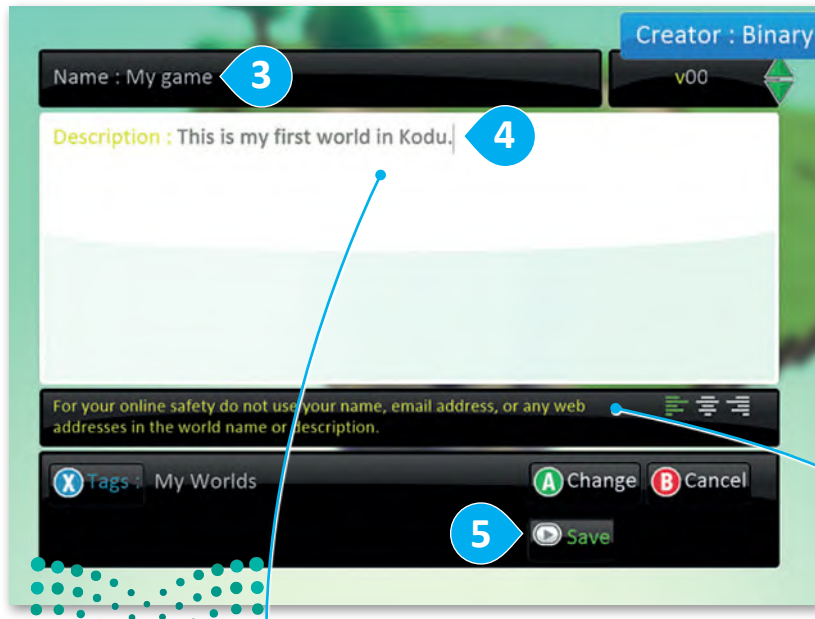 Creator : Binary
Name : My game
3
v00
Description : This is my first world in Kodu.
4
For your online safety do not use your name, email address, or any web
addresses in the world name or description.
X Tags : My Worlds
A Change B Cancel
5
Save